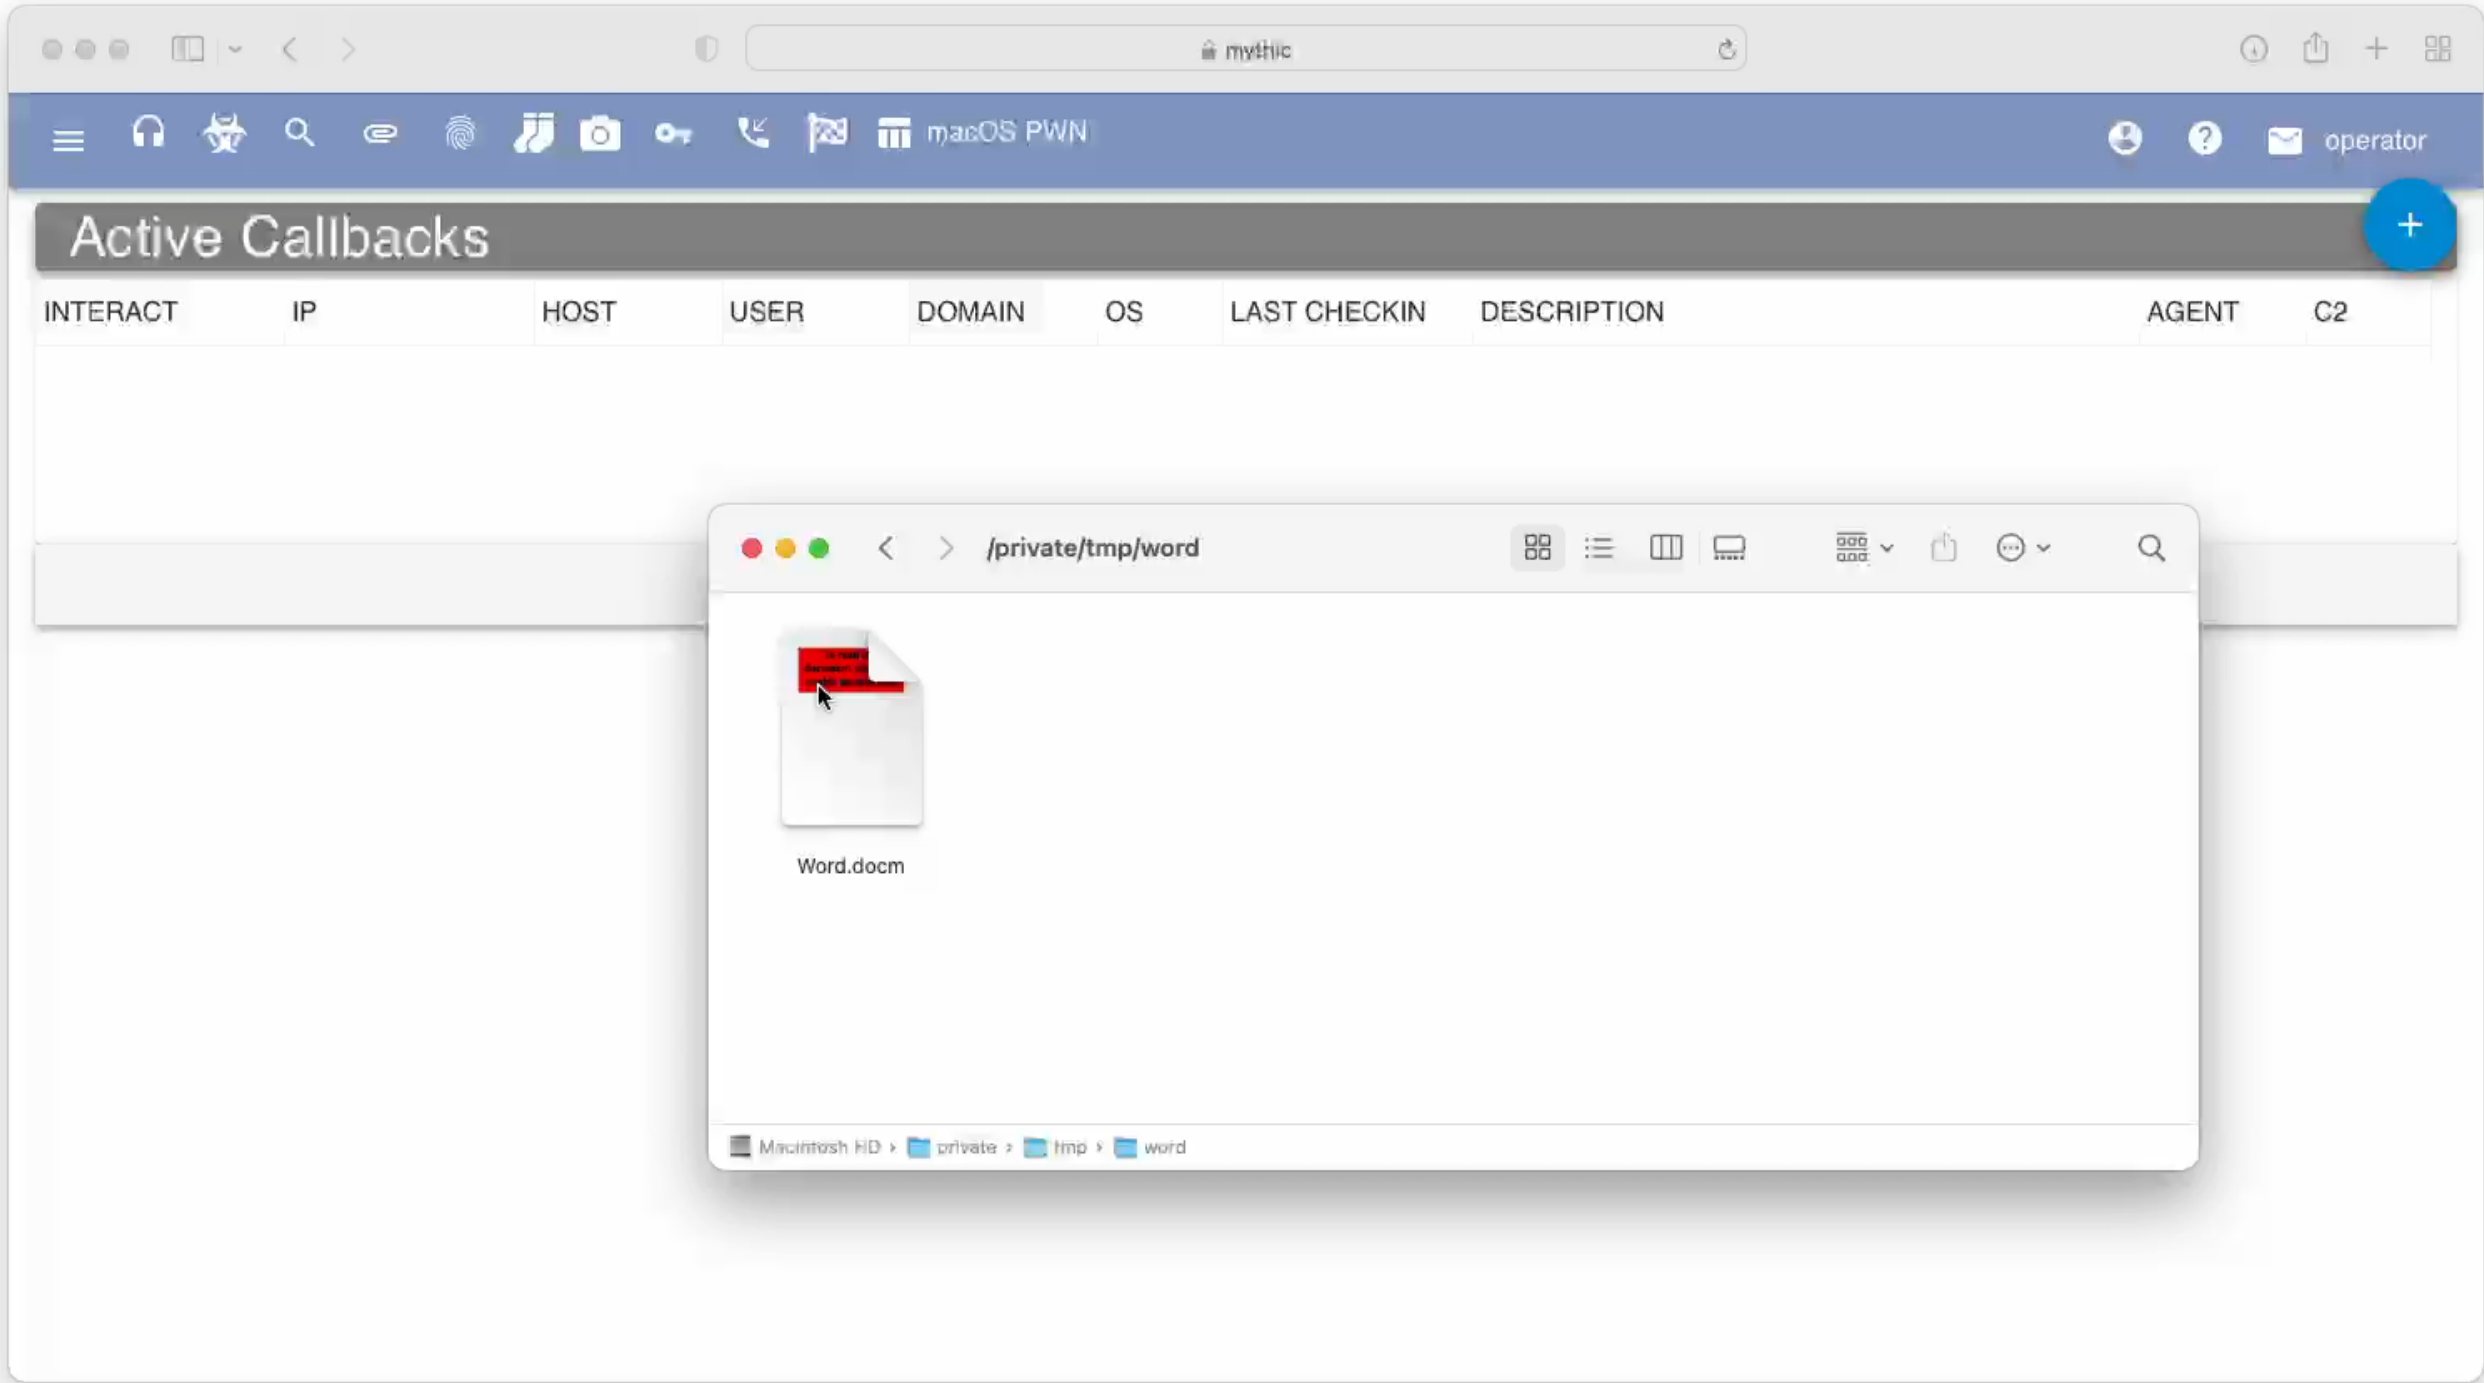 mythic
macOS PWN
operator
Active Callbacks
+
INTERACT IP HOST USER DOMAIN OS LAST CHECKIN DESCRIPTION AGENT C2
/private/tmp/word
Word.docm
Macintosh HD › private › tmp › word